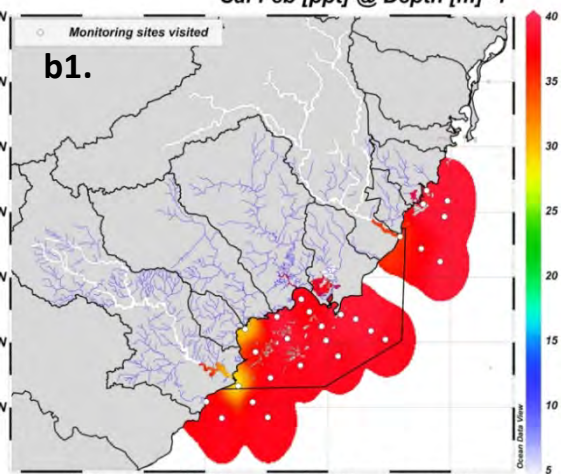 Sal Feb [ppt] @ Depth [m]
Monitoring sites visited
b1.
40
35
30
25
20
15
10
5
N
N
N
N
N
N
N
Ocean Data View